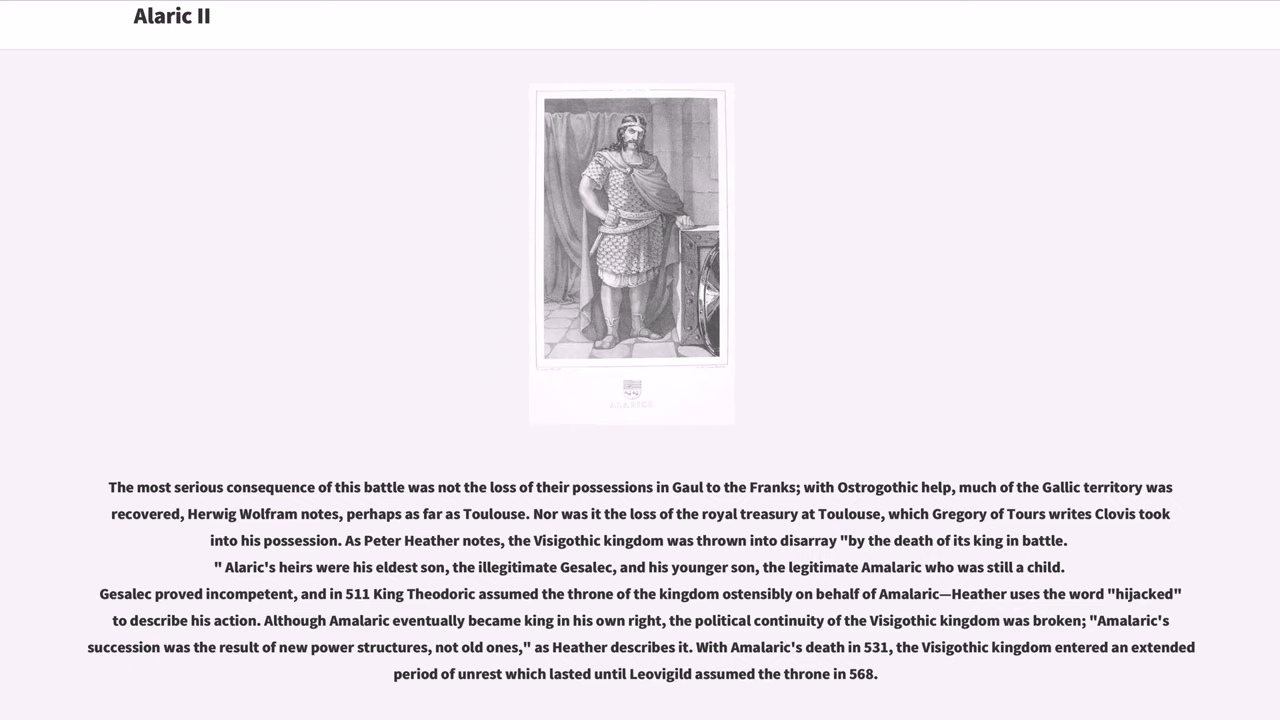 Alaric II
The most serious consequence of this battle was not the loss of their possessions in Gaul to the Franks; with Ostrogothic help, much of the Gallic territory was
recovered, Herwig Wolfram notes, perhaps as far as Toulouse. Nor was it the loss of the royal treasury at Toulouse, which Gregory of Tours writes Clovis took
into his possession. As Peter Heather notes, the Visigothic kingdom was thrown into disarray "by the death of its king in battle.
" Alaric's heirs were his eldest son, the illegitimate Gesalec, and his younger son, the legitimate Amalaric who was still a child.
Gesalec proved incompetent, and in 511 King Theodoric assumed the throne of the kingdom ostensibly on behalf of Amalaric—Heather uses the word "hijacked"
to describe his action. Although Amalaric eventually became king in his own right, the political continuity of the Visigothic kingdom was broken; "Amalaric's
succession was the result of new power structures, not old ones," as Heather describes it. With Amalaric's death in 531, the Visigothic kingdom entered an extended
period of unrest which lasted until Leovigild assumed the throne in 568.